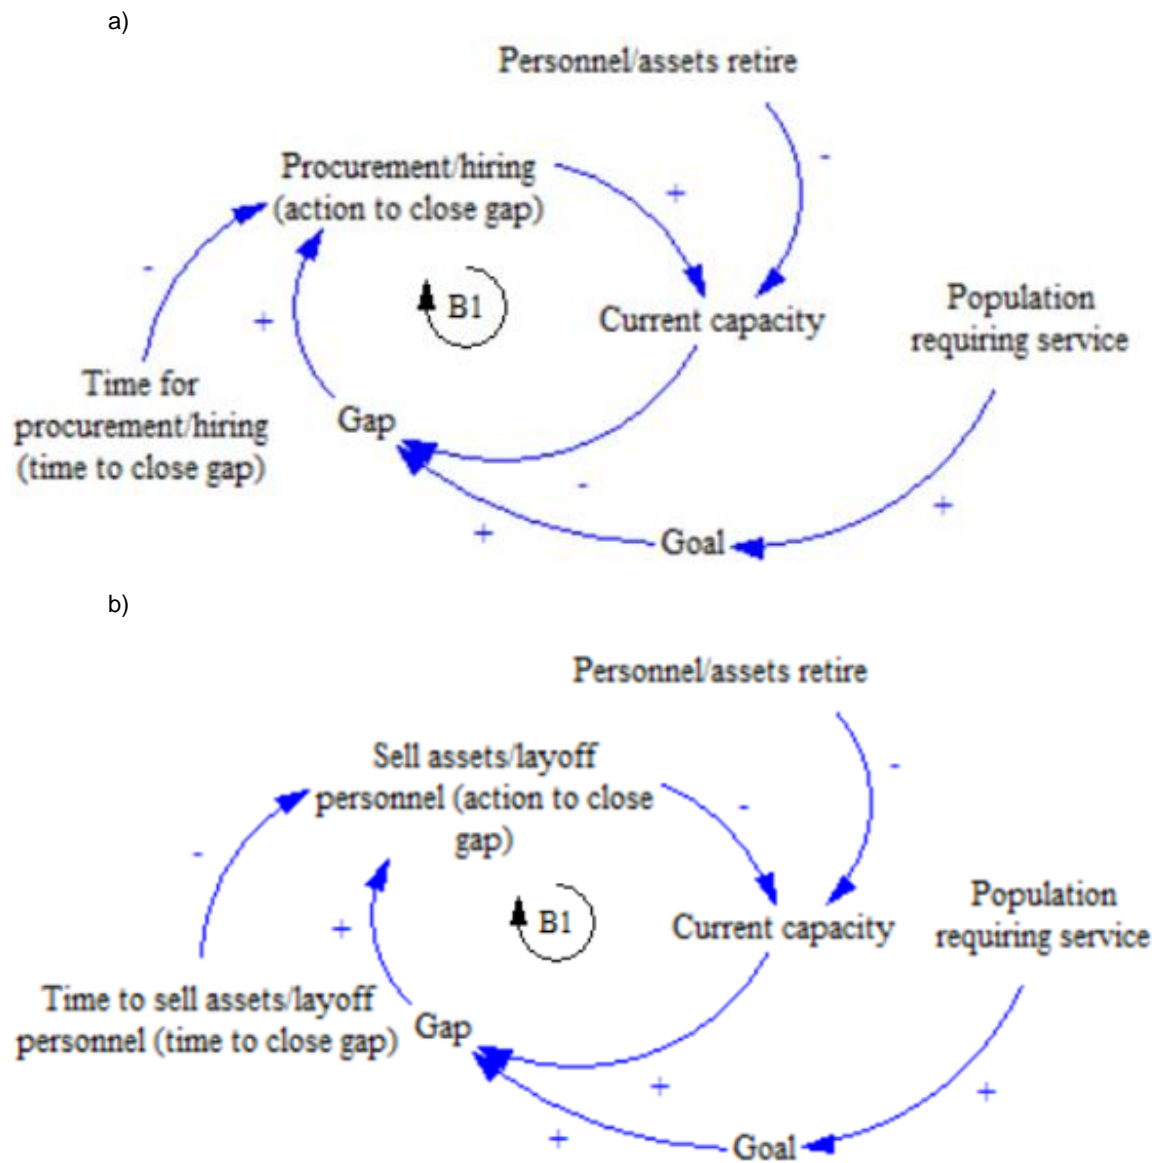 a)
Personnel/assets retire
-
Procurement/hiring
(action to close gap)
+
-
B1
+
Current capacity
Population
requiring service
Time for
procurement/hiring
(time to close gap)
Gap
-
+
+
Goal
b)
Personnel/assets retire
-
Sell assets/layoff
personnel (action to close
gap)
-
-
+
B1
Current capacity
Population
requiring service
Time to sell assets/layoff
personnel (time to close gap)
Gap
+
+
+
Goal